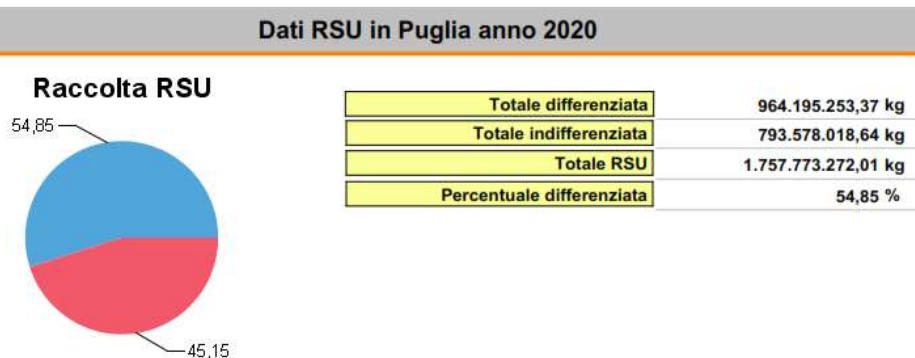 Dati RSU in Puglia anno 2020
Raccolta RSU
54,85
45,15
Totale differenziata 964.195.253,37 kg
Totale indifferenziata 793.578.018,64 kg
Totale RSU 1.757.773.272,01 kg
Percentuale differenziata 54,85 %